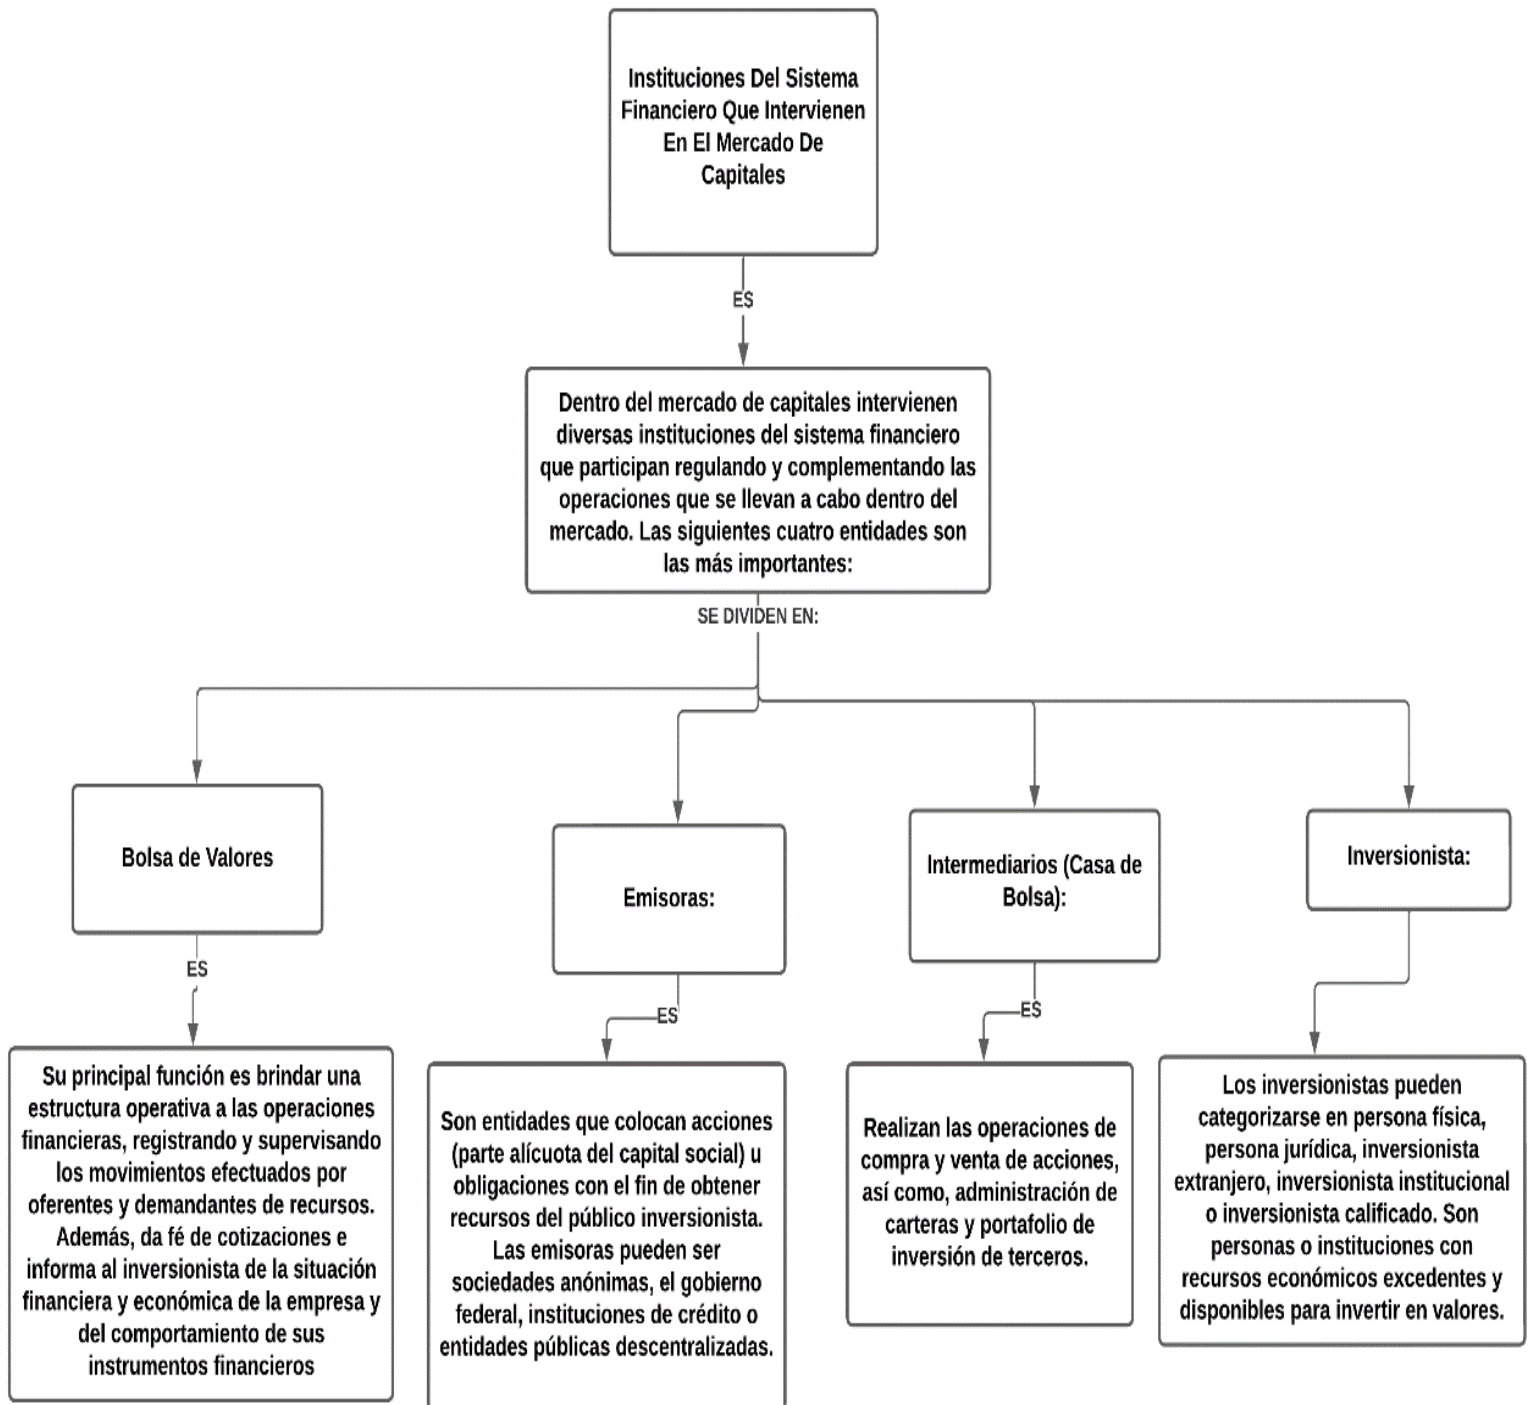 Instituciones Del Sistema
Financiero Que Intervienen
En El Mercado De
Capitales
ES
Dentro del mercado de capitales intervienen
diversas instituciones del sistema financiero
que participan regulando y complementando las
operaciones que se llevan a cabo dentro del
mercado. Las siguientes cuatro entidades son
las más importantes:
SE DIVIDEN EN:
Bolsa de Valores
ES
Su principal función es brindar una
estructura operativa a las operaciones
financieras, registrando y supervisando
los movimientos efectuados por
oferentes y demandantes de recursos.
Además, da fé de cotizaciones e
informa al inversionista de la situación
financiera y económica de la empresa y
del comportamiento de sus
instrumentos financieros
Emisoras:
ES
Son entidades que colocan acciones
(parte alícuota del capital social) u
obligaciones con el fin de obtener
recursos del público inversionista.
Las emisoras pueden ser
sociedades anónimas, el gobierno
federal, instituciones de crédito o
entidades públicas descentralizadas.
Intermediarios (Casa de
Bolsa):
ES
Realizan las operaciones de
compra y venta de acciones,
así como, administración de
carteras y portafolio de
inversión de terceros.
Inversionista:
Los inversionistas pueden
categorizarse en persona física,
persona jurídica, inversionista
extranjero, inversionista institucional
o inversionista calificado. Son
personas o instituciones con
recursos económicos excedentes y
disponibles para invertir en valores.